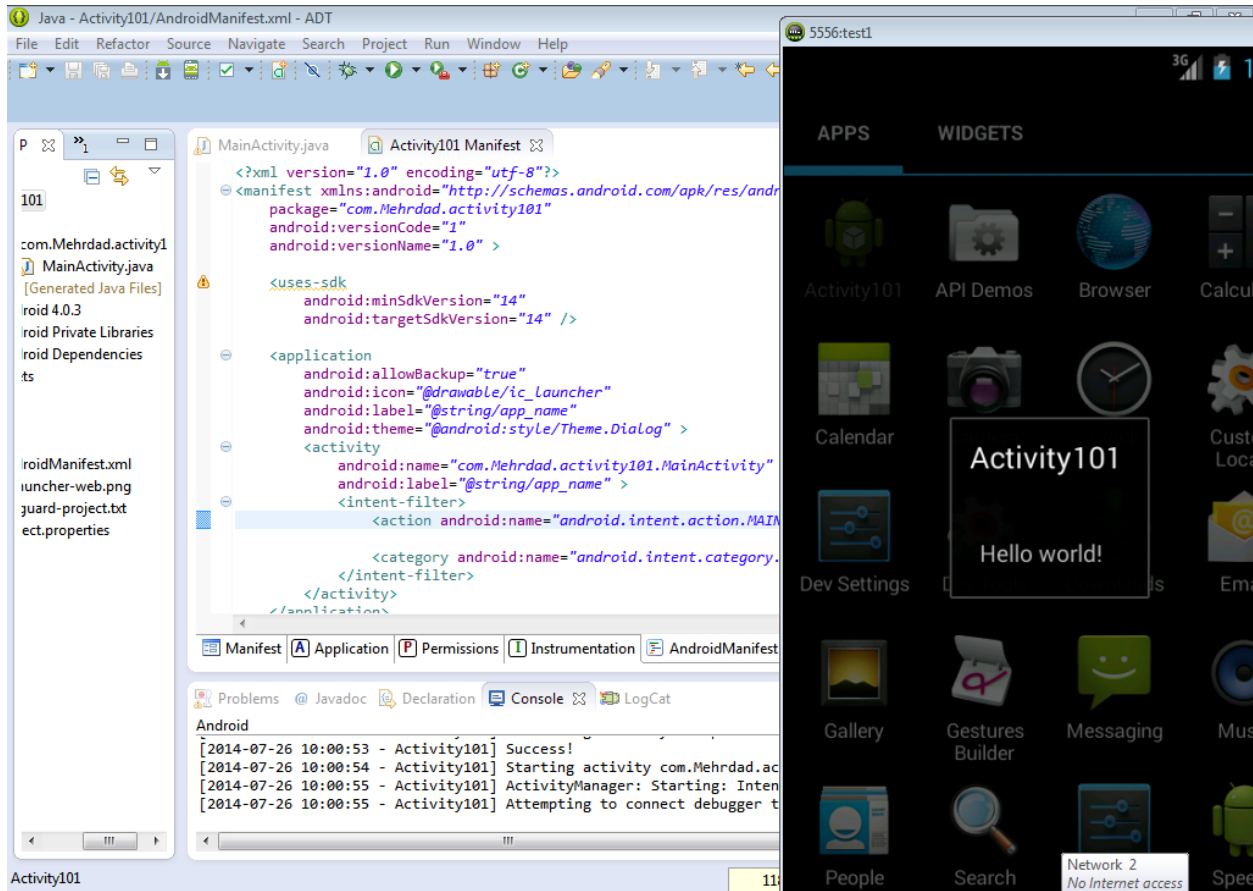 Java - Activity101/AndroidManifest.xml - ADT
File Edit Refactor Source Navigate Search Project Run Window Help
P
1
MainActivity.java
Activity101 Manifest
101
com.Mehrdad.activity1
MainActivity.java
[Generated Java Files]
roid 4.0.3
roid Private Libraries
roid Dependencies
ts
roidManifest.xml
uncher-web.png
guard-project.txt
ect.properties
<?xml version="1.0" encoding="utf-8"?>
<manifest xmlns:android="http://schemas.android.com/apk/res/andr
package="com.Mehrdad.activity101"
android:versionCode="1"
android:versionName="1.0" >
<uses-sdk
android:minSdkVersion="14"
android:targetSdkVersion="14" />
<application
android:allowBackup="true"
android:icon="@drawable/ic_launcher"
android:label="@string/app_name"
android:theme="@android:style/Theme.Dialog" >
<activity
android:name="com.Mehrdad.activity101.MainActivity"
android:label="@string/app_name" >
<intent-filter>
<action android:name="android.intent.action.MAIN
<category android:name="android.intent.category.
</intent-filter>
</activity>
</application>
Manifest A Application P Permissions I Instrumentation AndroidManifest
Problems @ Javadoc Declaration Console LogCat
Android
[2014-07-26 10:00:53 - Activity101] Success!
[2014-07-26 10:00:54 - Activity101] Starting activity com.Mehrdad.ac
[2014-07-26 10:00:55 - Activity101] ActivityManager: Starting: Inten
[2014-07-26 10:00:55 - Activity101] Attempting to connect debugger t
Activity101
118
5556:test1
3G
1
APPS WIDGETS
Activity101 API Demos Browser Calcul
Calendar
Custo
Loca
Activity101
Hello world!
Dev Settings
ds
Ema
Gallery Gestures Messaging Mus
Builder
People Search
Spee
Network 2
No Internet access